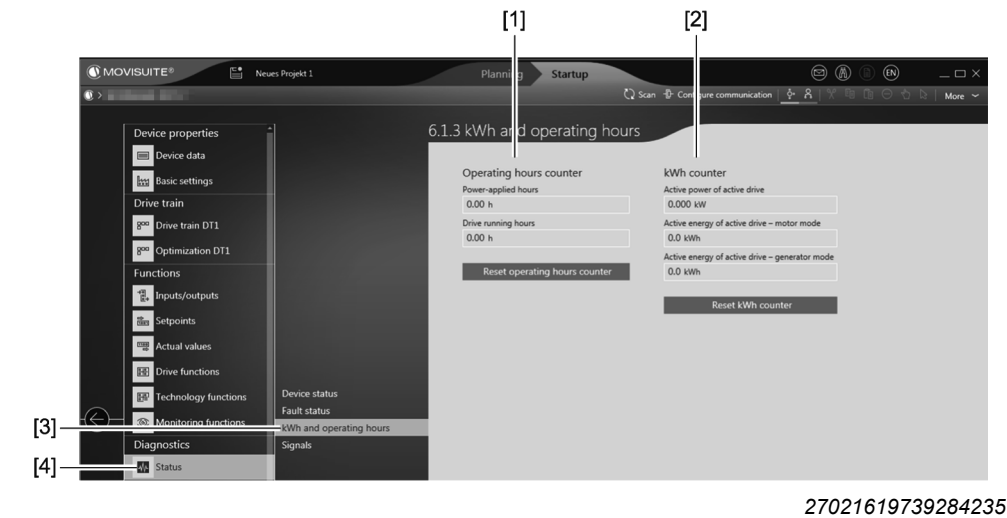 [1]
[2]
MOVISUITE®
Neues Projekt 1
Planning
Startup
EN
Scan
Configure communication
More
Device properties
Device data
Basic settings
Drive train
Drive train DT1
Optimization DT1
Functions
Inputs/outputs
Setpoints
Actual values
Drive functions
Technology functions
Monitoring functions
Diagnostics
Status
Device status
Fault status
kWh and operating hours
Signals
[3]
[4]
6.1.3 kWh and operating hours
Operating hours counter
Power-applied hours
0.00 h
Drive running hours
0.00 h
Reset operating hours counter
kWh counter
Active power of active drive
0.000 kW
Active energy of active drive – motor mode
0.0 kWh
Active energy of active drive – generator mode
0.0 kWh
Reset kWh counter
27021619739284235